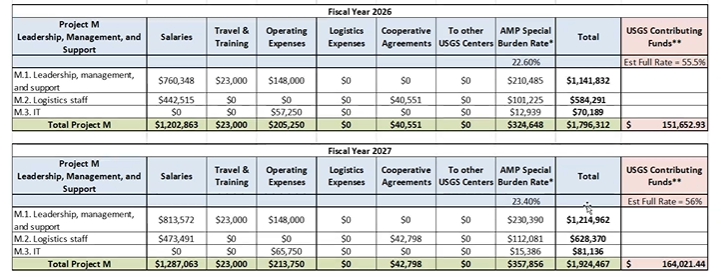 Fiscal Year 2026
Project M Leadership, Management, and Support | Salaries | Travel & Training | Operating Expenses | Logistics Expenses | Cooperative Agreements | To other USGS Centers | AMP Special Burden Rate* | Total | USGS Contributing Funds**
22.60% | Est Full Rate = 55.5%
M.1. Leadership, management, and support | $760,348 | $23,000 | $148,000 | $0 | $0 | $0 | $210,485 | $1,141,832
M.2. Logistics staff | $442,515 | $0 | $0 | $0 | $40,551 | $0 | $101,225 | $584,291
M.3. IT | $0 | $0 | $57,250 | $0 | $0 | $0 | $12,939 | $70,189
Total Project M | $1,202,863 | $23,000 | $205,250 | $0 | $40,551 | $0 | $324,648 | $1,796,312 | $ 151,652.93
Fiscal Year 2027
Project M Leadership, Management, and Support | Salaries | Travel & Training | Operating Expenses | Logistics Expenses | Cooperative Agreements | To other USGS Centers | AMP Special Burden Rate* | Total | USGS Contributing Funds**
23.40% | Est Full Rate = 56%
M.1. Leadership, management, and support | $813,572 | $23,000 | $148,000 | $0 | $0 | $0 | $230,390 | $1,214,962
M.2. Logistics staff | $473,491 | $0 | $0 | $0 | $42,798 | $0 | $112,081 | $628,370
M.3. IT | $0 | $0 | $65,750 | $0 | $0 | $0 | $15,386 | $81,136
Total Project M | $1,287,063 | $23,000 | $213,750 | $0 | $42,798 | $0 | $357,856 | $1,924,467 | $ 164,021.44